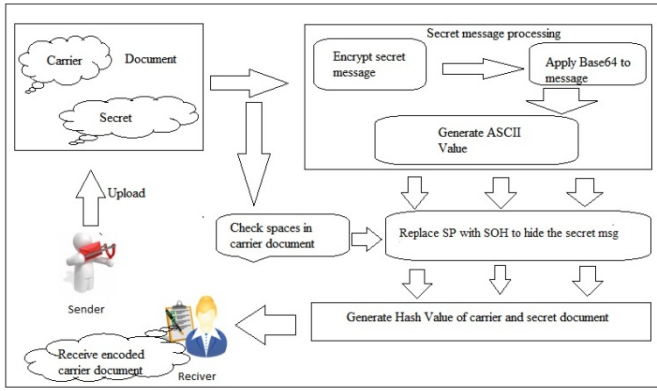 Secret message processing
Carrier
Document
Secret
Encrypt secret
message
Apply Base64 to
message
Generate ASCII
Value
Upload
Sender
Check spaces in
carrier document
Replace SP with SOH to hide the secret msg
Generate Hash Value of carrier and secret document
Receive encoded
carrier document
Reciver